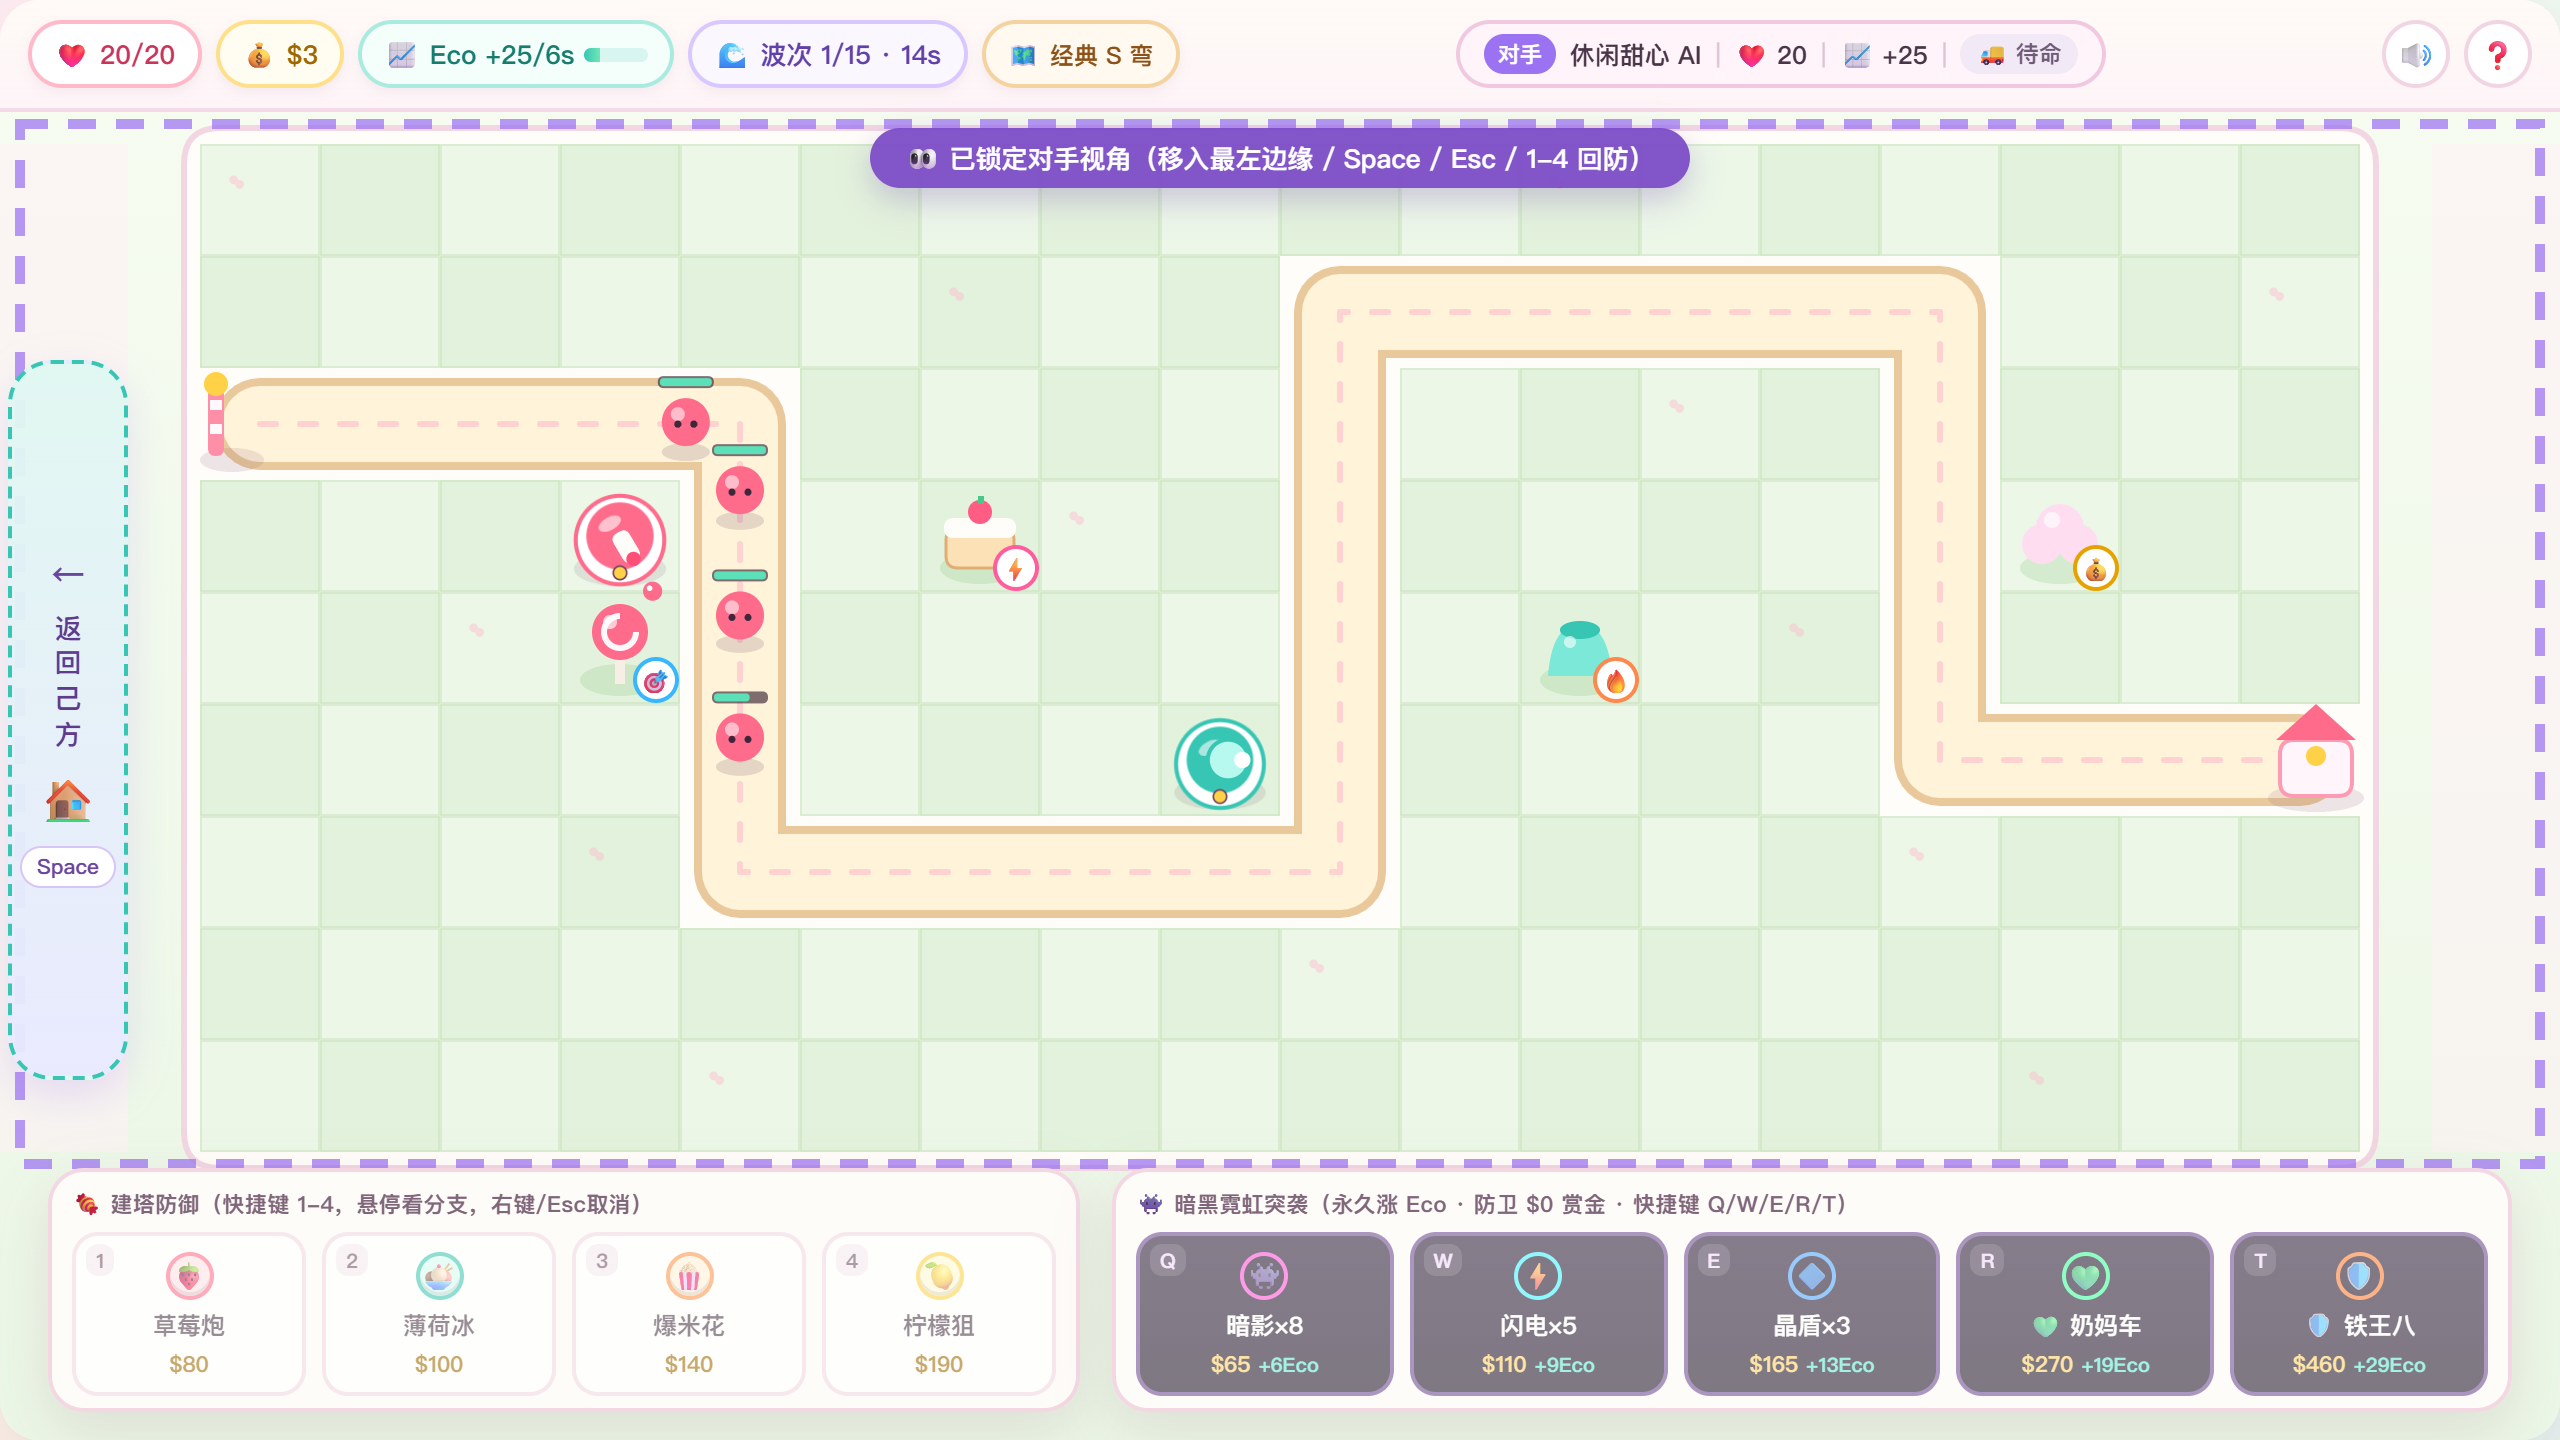 20/20
$3
Eco +25/6s
波次 1/15 · 14s
经典 S 弯
对手 休闲甜心 AI | 20 | +25 | 待命
已锁定对手视角（移入最左边缘 / Space / Esc / 1–4 回防）
← 返回己方
Space
建塔防御（快捷键 1–4，悬停看分支，右键/Esc取消）
1
草莓炮
$80
2
薄荷冰
$100
3
爆米花
$140
4
柠檬狙
$190
暗黑霓虹突袭（永久涨 Eco · 防卫 $0 赏金 · 快捷键 Q/W/E/R/T）
Q
暗影×8
$65 +6Eco
W
闪电×5
$110 +9Eco
E
晶盾×3
$165 +13Eco
R
奶妈车
$270 +19Eco
T
铁王八
$460 +29Eco